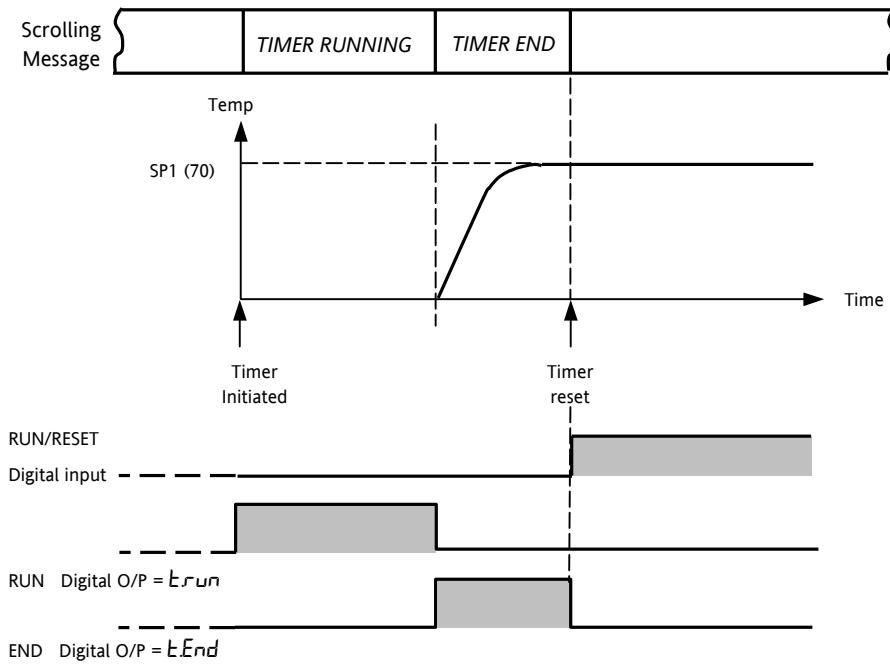 Scrolling
Message
TIMER RUNNING
TIMER END
Temp
SP1 (70)
Time
Timer
Initiated
Timer
reset
RUN/RESET
Digital input
RUN Digital O/P = t.run
END Digital O/P = t.End